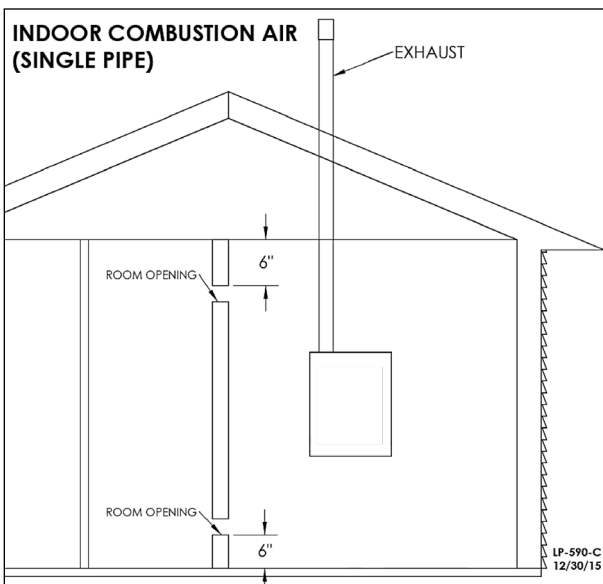 INDOOR COMBUSTION AIR
(SINGLE PIPE)
EXHAUST
6"
ROOM OPENING
ROOM OPENING
6"
LP-590-C
12/30/15